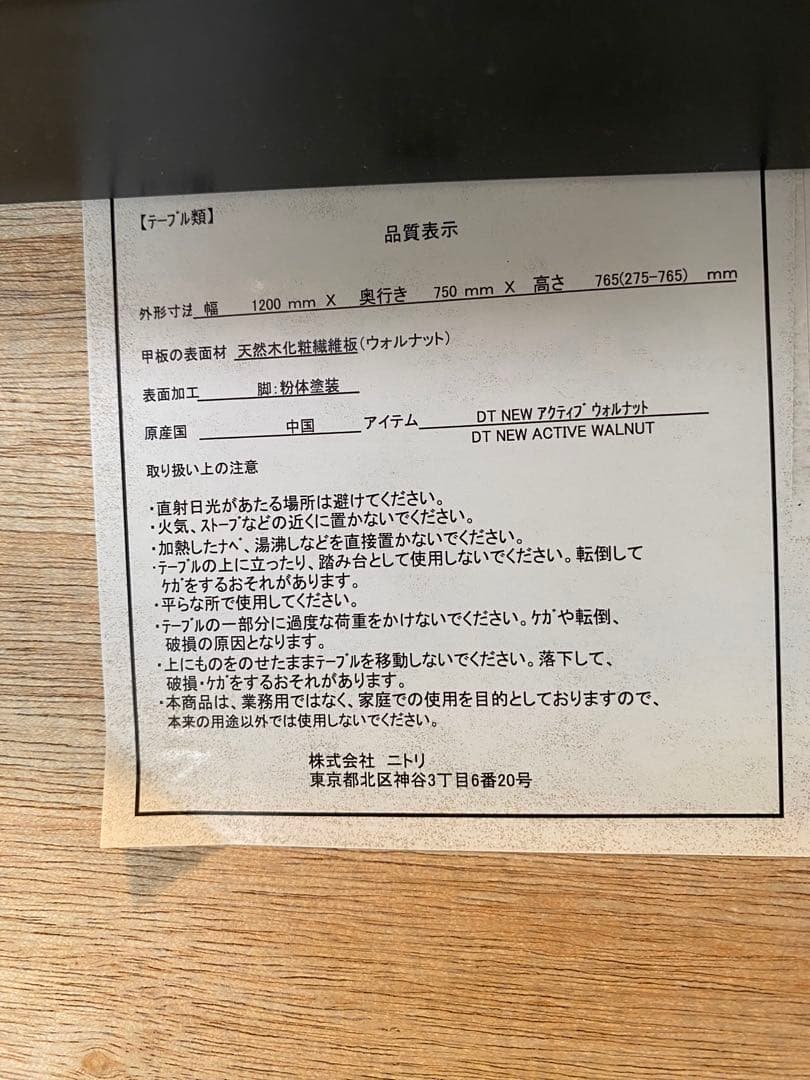 【ﾃｰﾌﾞﾙ類】
品質表示
外形寸法 幅 1200 mm X 奥行き 750 mm X 高さ 765(275-765) mm
甲板の表面材 天然木化粧繊維板(ウォルナット)
表面加工 脚:粉体塗装
原産国 中国 アイテム DT NEW ｱｸﾃｨﾌﾞ ｳｫﾙﾅｯﾄ
DT NEW ACTIVE WALNUT
取り扱い上の注意
・直射日光があたる場所は避けてください。
・火気、ｽﾄｰﾌﾞなどの近くに置かないでください。
・加熱したﾅﾍﾞ、湯沸しなどを直接置かないでください。
・ﾃｰﾌﾞﾙの上に立ったり、踏み台として使用しないでください。転倒して
ｹｶﾞをするおそれがあります。
・平らな所で使用してください。
・ﾃｰﾌﾞﾙの一部分に過度な荷重をかけないでください。ｹｶﾞや転倒、
破損の原因となります。
・上にものをのせたままﾃｰﾌﾞﾙを移動しないでください。落下して、
破損・ｹｶﾞをするおそれがあります。
・本商品は、業務用ではなく、家庭での使用を目的としておりますので、
本来の用途以外では使用しないでください。
株式会社 ニトリ
東京都北区神谷3丁目6番20号